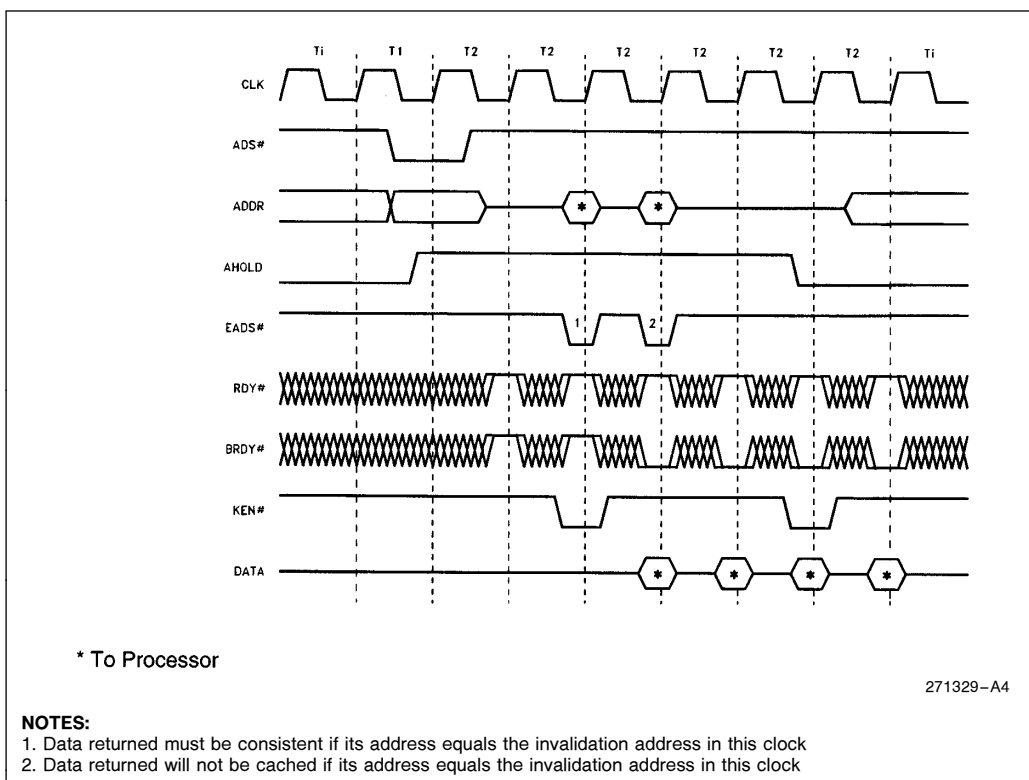 Ti T1 T2 T2 T2 T2 T2 T2 Ti
CLK
ADS#
ADDR * *
AHOLD
EADS# 1 2
RDY#
BRDY#
KEN#
DATA * * * *
* To Processor
271329–A4
NOTES:
1. Data returned must be consistent if its address equals the invalidation address in this clock
2. Data returned will not be cached if its address equals the invalidation address in this clock